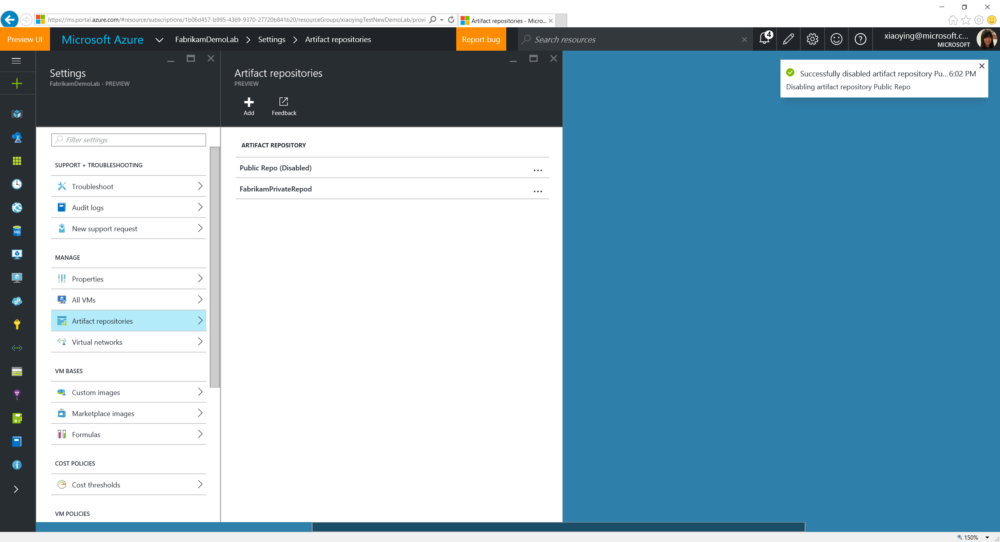 https://ms.portal.azure.com/#resource/subscriptions/1b06d457-b995-4369-9370-27720b841b20/resourceGroups/xiaoyingTestNewDemoLab/provi
Artifact repositories - Micro...
Preview UI
Microsoft Azure
FabrikamDemoLab > Settings > Artifact repositories
Report bug
Search resources
4
xiaoying@microsoft.c...
MICROSOFT
Settings
FabrikamDemoLab - PREVIEW
Filter settings
SUPPORT + TROUBLESHOOTING
Troubleshoot
Audit logs
New support request
MANAGE
Properties
All VMs
Artifact repositories
Virtual networks
VM BASES
Custom images
Marketplace images
Formulas
COST POLICIES
Cost thresholds
VM POLICIES
SQL
Artifact repositories
PREVIEW
Add
Feedback
ARTIFACT REPOSITORY
Public Repo (Disabled)
...
FabrikamPrivateRepod
...
Successfully disabled artifact repository Pu... 6:02 PM
Disabling artifact repository Public Repo
150%